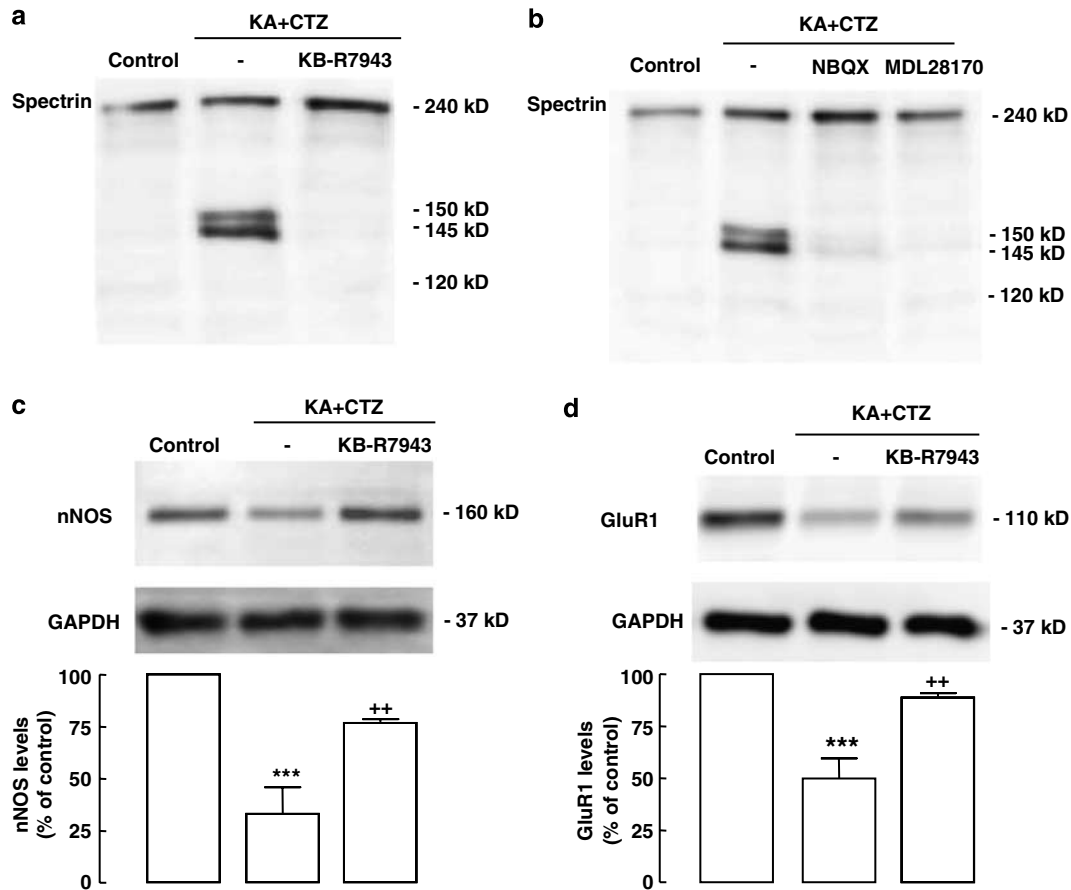 a
KA+CTZ
Control - KB-R7943
Spectrin
- 240 kD
- 150 kD
- 145 kD
- 120 kD
b
KA+CTZ
Control - NBQX MDL28170
Spectrin
- 240 kD
- 150 kD
- 145 kD
- 120 kD
c
KA+CTZ
Control - KB-R7943
nNOS
- 160 kD
GAPDH
- 37 kD
nNOS levels
(% of control)
100
75
50
25
0
***
++
d
KA+CTZ
Control - KB-R7943
GluR1
- 110 kD
GAPDH
- 37 kD
GluR1 levels
(% of control)
100
75
50
25
0
***
++